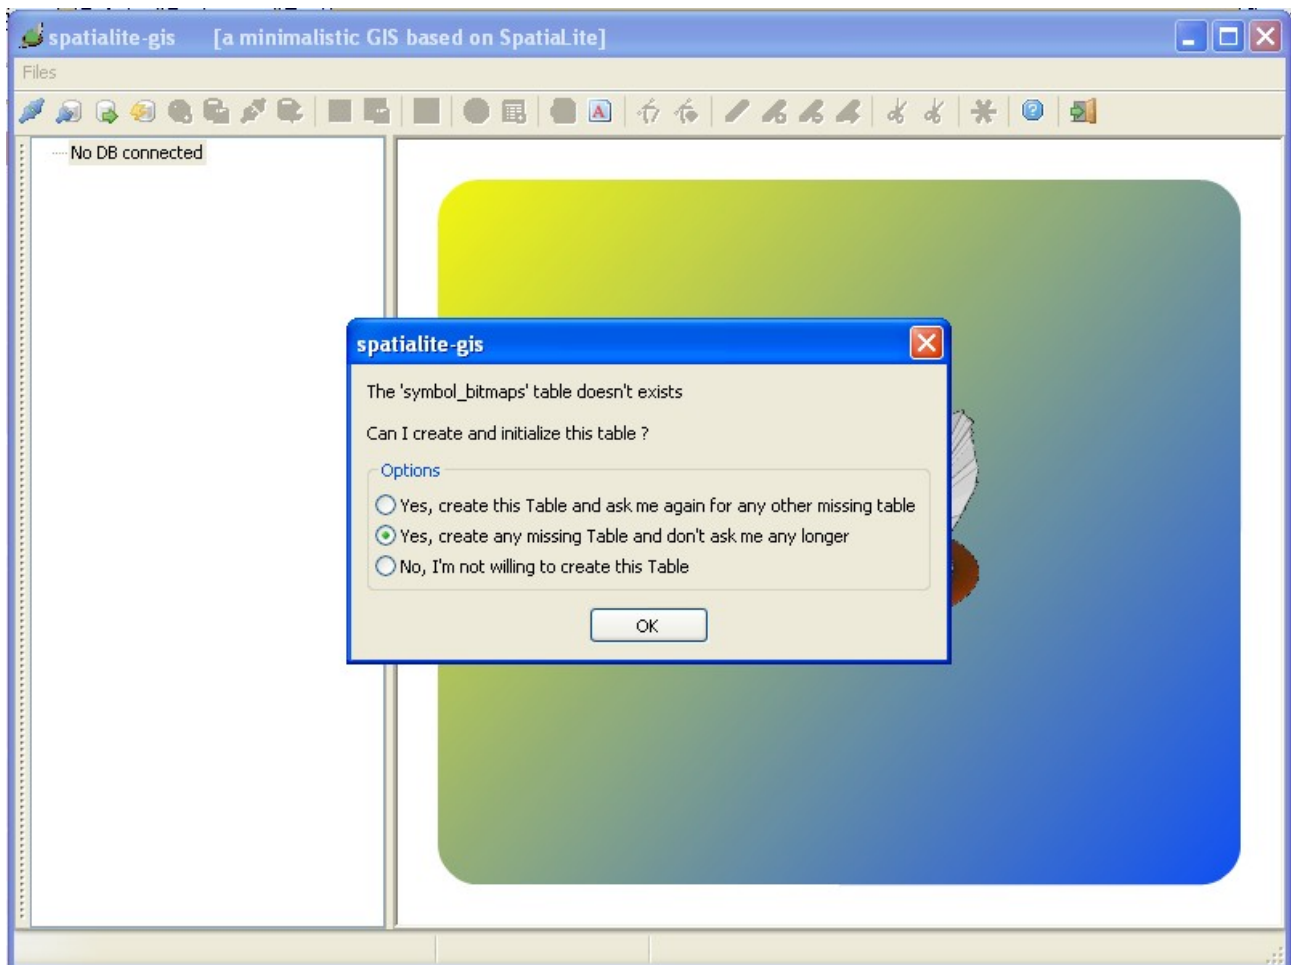 spatialite-gis [a minimalistic GIS based on SpatiaLite]
Files
A ?
No DB connected
spatialite-gis
The 'symbol_bitmaps' table doesn't exists
Can I create and initialize this table ?
Options
Yes, create this Table and ask me again for any other missing table
Yes, create any missing Table and don't ask me any longer
No, I'm not willing to create this Table
OK